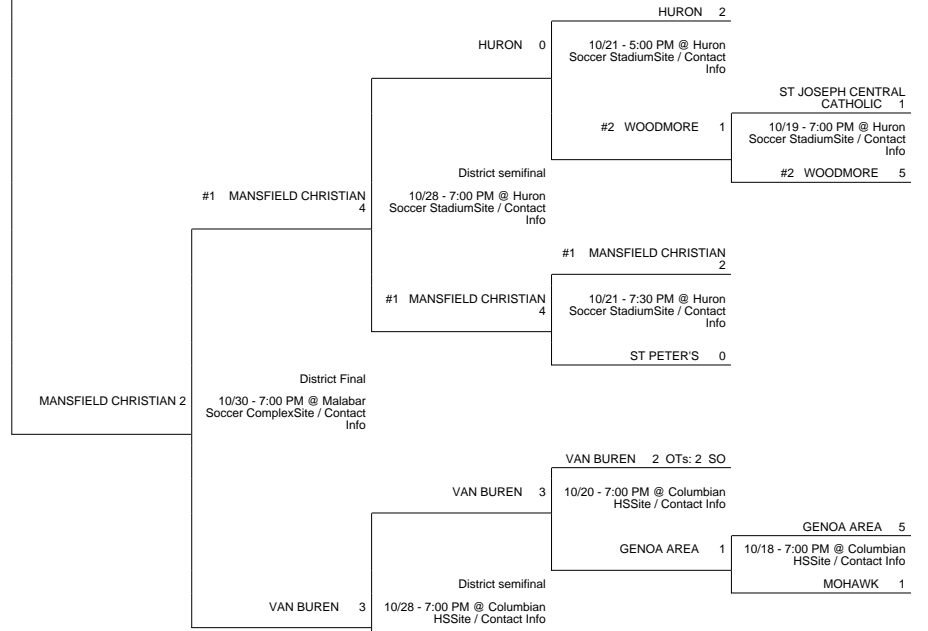 HURON 2
HURON 0
10/21 - 5:00 PM @ Huron
Soccer StadiumSite / Contact
Info
ST JOSEPH CENTRAL
CATHOLIC 1
#2 WOODMORE 1
10/19 - 7:00 PM @ Huron
Soccer StadiumSite / Contact
Info
#2 WOODMORE 5
District semifinal
#1 MANSFIELD CHRISTIAN
4
10/28 - 7:00 PM @ Huron
Soccer StadiumSite / Contact
Info
#1 MANSFIELD CHRISTIAN
2
#1 MANSFIELD CHRISTIAN
4
10/21 - 7:30 PM @ Huron
Soccer StadiumSite / Contact
Info
ST PETER'S 0
District Final
MANSFIELD CHRISTIAN 2
10/30 - 7:00 PM @ Malabar
Soccer ComplexSite / Contact
Info
VAN BUREN 2 OTs: 2 SO
VAN BUREN 3
10/20 - 7:00 PM @ Columbian
HSSite / Contact Info
GENOA AREA 5
GENOA AREA 1
10/18 - 7:00 PM @ Columbian
HSSite / Contact Info
MOHAWK 1
District semifinal
VAN BUREN 3
10/28 - 7:00 PM @ Columbian
HSSite / Contact Info